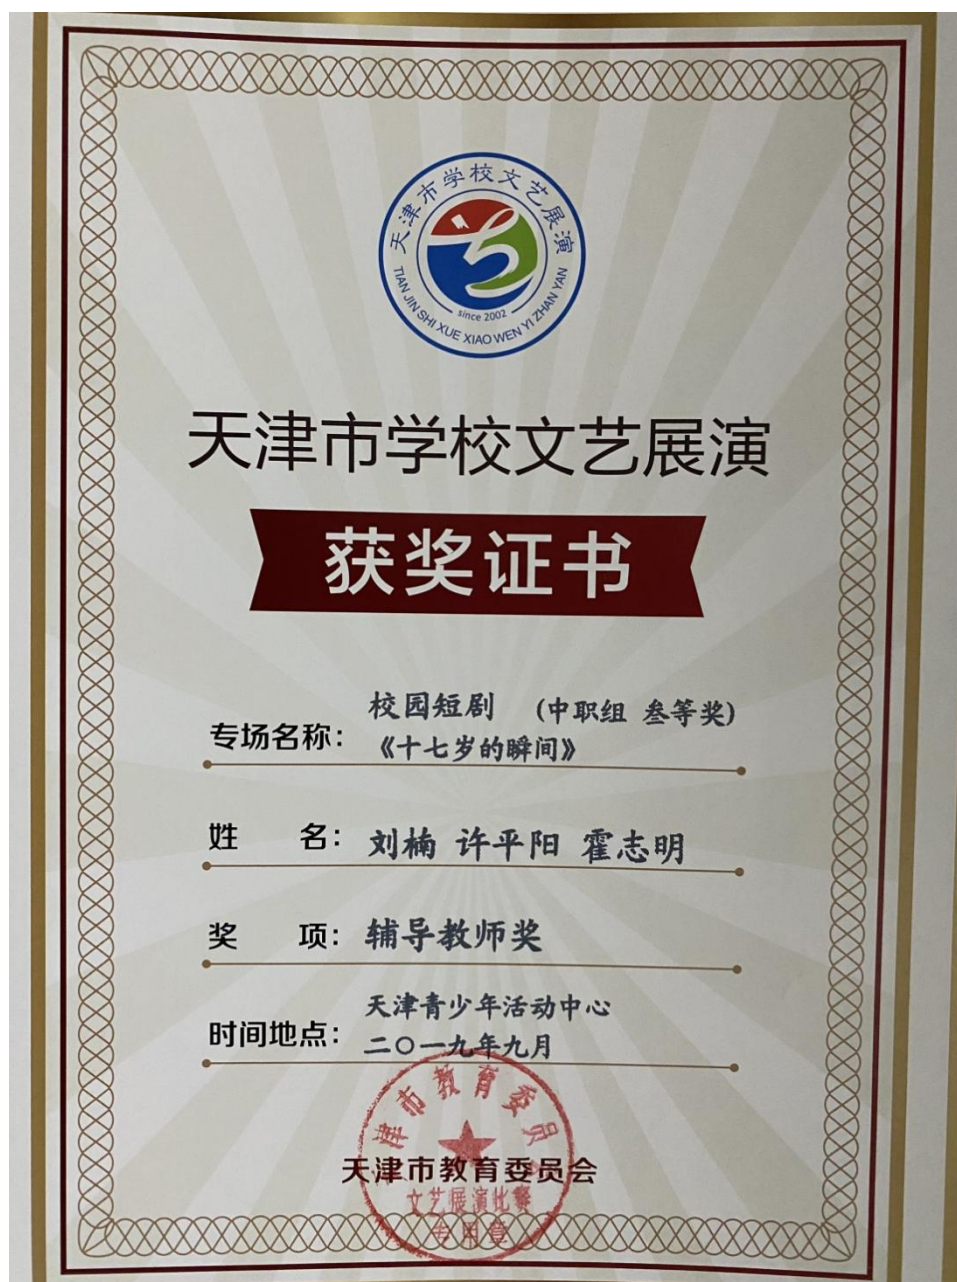 天津市学校文艺展演
since 2002
TIAN JIN SHI XUE XIAO WEN YI ZHAN YAN
天津市学校文艺展演
获奖证书
专场名称: 校园短剧 (中职组 叁等奖)
《十七岁的瞬间》
姓 名: 刘楠 许平阳 霍志明
奖 项: 辅导教师奖
时间地点: 天津青少年活动中心
二〇一九年九月
天津市教育委员会
天津市教育委员会
文艺展演比赛
专用章